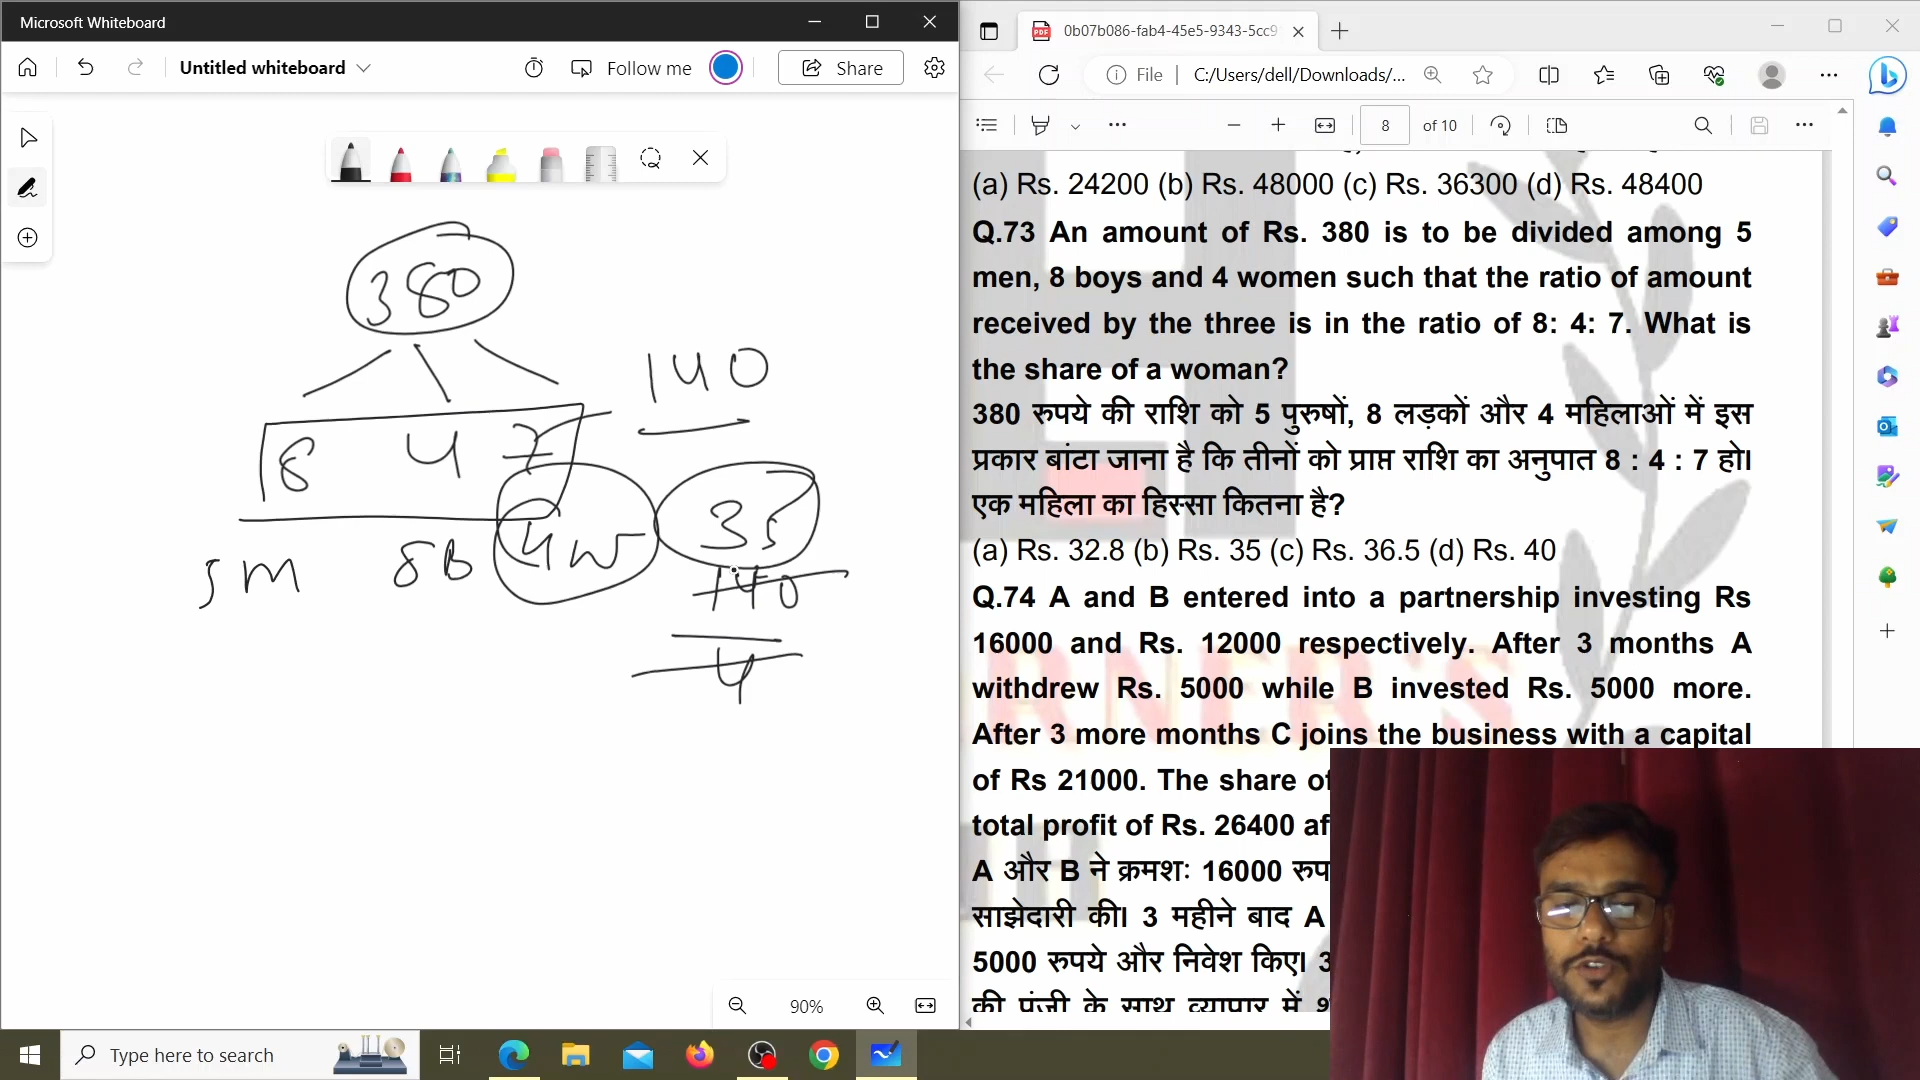 Microsoft Whiteboard
Untitled whiteboard
Follow me
Share
380
8 4 7
140
5M 8B 4W
35
140
4
90%
0b07b086-fab4-45e5-9343-5cc9
File | C:/Users/dell/Downloads/...
8 of 10
(a) Rs. 24200 (b) Rs. 48000 (c) Rs. 36300 (d) Rs. 48400
Q.73 An amount of Rs. 380 is to be divided among 5
men, 8 boys and 4 women such that the ratio of amount
received by the three is in the ratio of 8: 4: 7. What is
the share of a woman?
380 रुपये की राशि को 5 पुरुषों, 8 लड़कों और 4 महिलाओं में इस
प्रकार बांटा जाना है कि तीनों को प्राप्त राशि का अनुपात 8 : 4 : 7 हो।
एक महिला का हिस्सा कितना है?
(a) Rs. 32.8 (b) Rs. 35 (c) Rs. 36.5 (d) Rs. 40
Q.74 A and B entered into a partnership investing Rs
16000 and Rs. 12000 respectively. After 3 months A
withdrew Rs. 5000 while B invested Rs. 5000 more.
After 3 more months C joins the business with a capital
of Rs 21000. The share of
total profit of Rs. 26400 af
A और B ने क्रमशः 16000 रुप
साझेदारी की। 3 महीने बाद A
5000 रुपये और निवेश किए। 3
की पूंजी के साथ व्यापार में
Type here to search